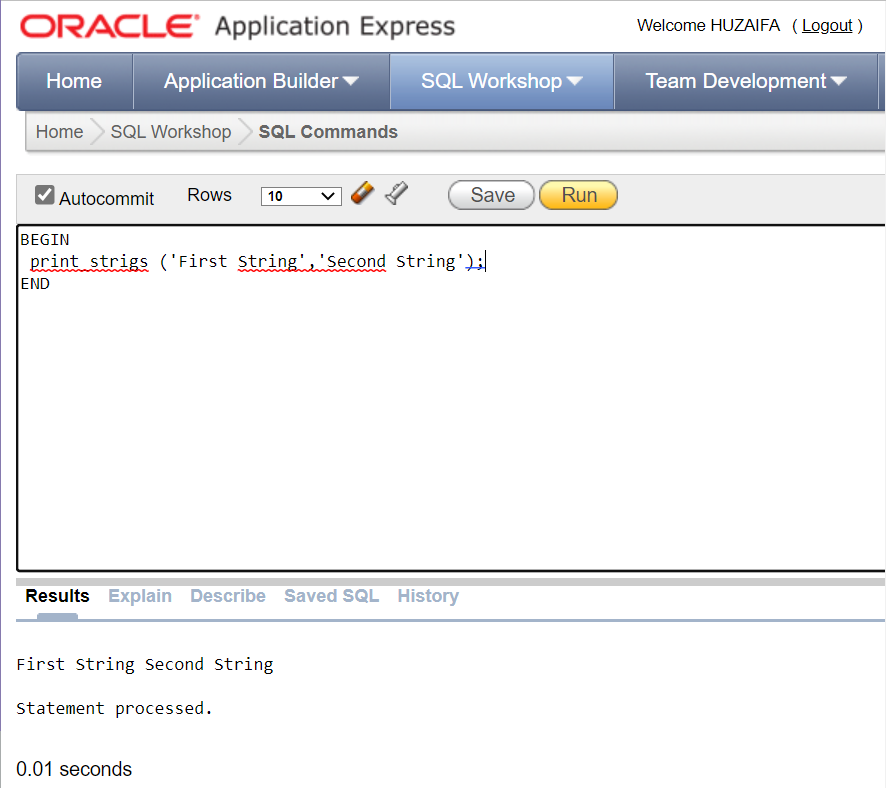 ORACLE® Application Express
Welcome HUZAIFA ( Logout )
Home Application Builder SQL Workshop Team Development
Home SQL Workshop SQL Commands
Autocommit Rows 10 Save Run
BEGIN
print_strigs ('First String','Second String');
END
Results Explain Describe Saved SQL History
First String Second String
Statement processed.
0.01 seconds